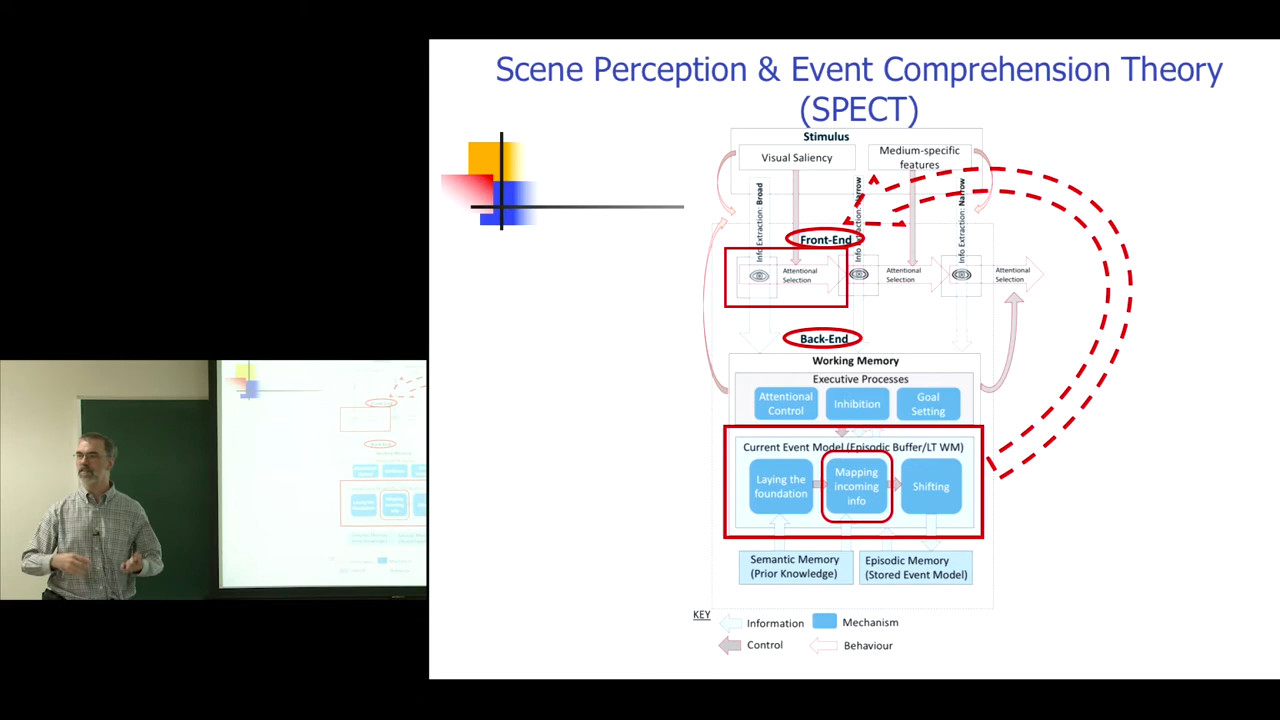 Scene Perception & Event Comprehension Theory
(SPECT)
Stimulus
Visual Saliency
Medium-specific
features
Info Extraction: Broad
Info Extraction: Narrow
Info Extraction: Narrow
Front-End
Attentional
Selection
Attentional
Selection
Attentional
Selection
Back-End
Working Memory
Executive Processes
Attentional
Control
Inhibition
Goal
Setting
Current Event Model (Episodic Buffer/LT WM)
Laying the
foundation
Mapping
incoming
info
Shifting
Semantic Memory
(Prior Knowledge)
Episodic Memory
(Stored Event Model)
KEY
Information
Mechanism
Control
Behaviour